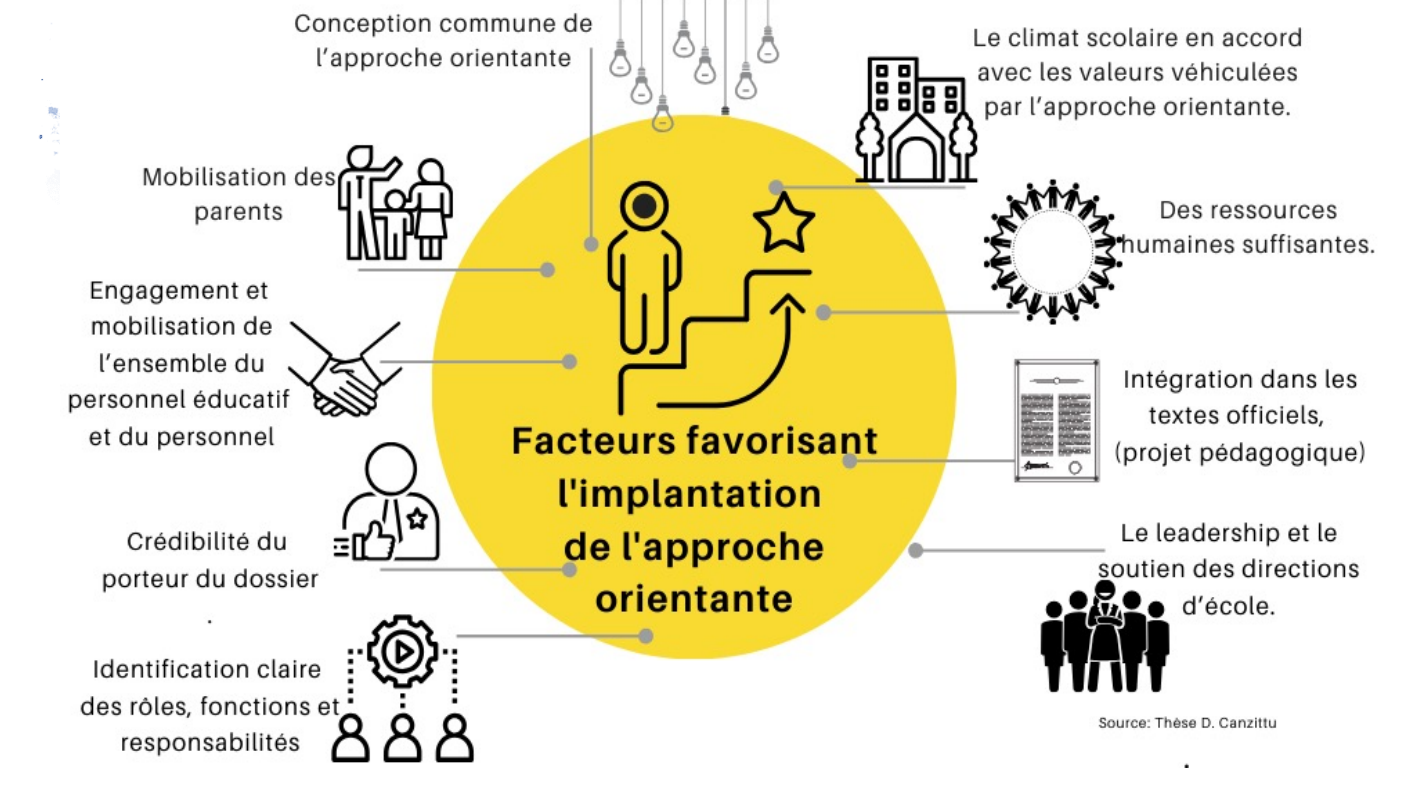 Conception commune de
l’approche orientante
Mobilisation des
parents
Engagement et
mobilisation de
l’ensemble du
personnel éducatif
et du personnel
Crédibilité du
porteur du dossier
.
Identification claire
des rôles, fonctions et
responsabilités
Facteurs favorisant
l'implantation
de l'approche
orientante
Le climat scolaire en accord
avec les valeurs véhiculées
par l’approche orientante.
Des ressources
humaines suffisantes.
Intégration dans les
textes officiels,
(projet pédagogique)
Le leadership et le
soutien des directions
d’école.
Source: Thèse D. Canzittu
.